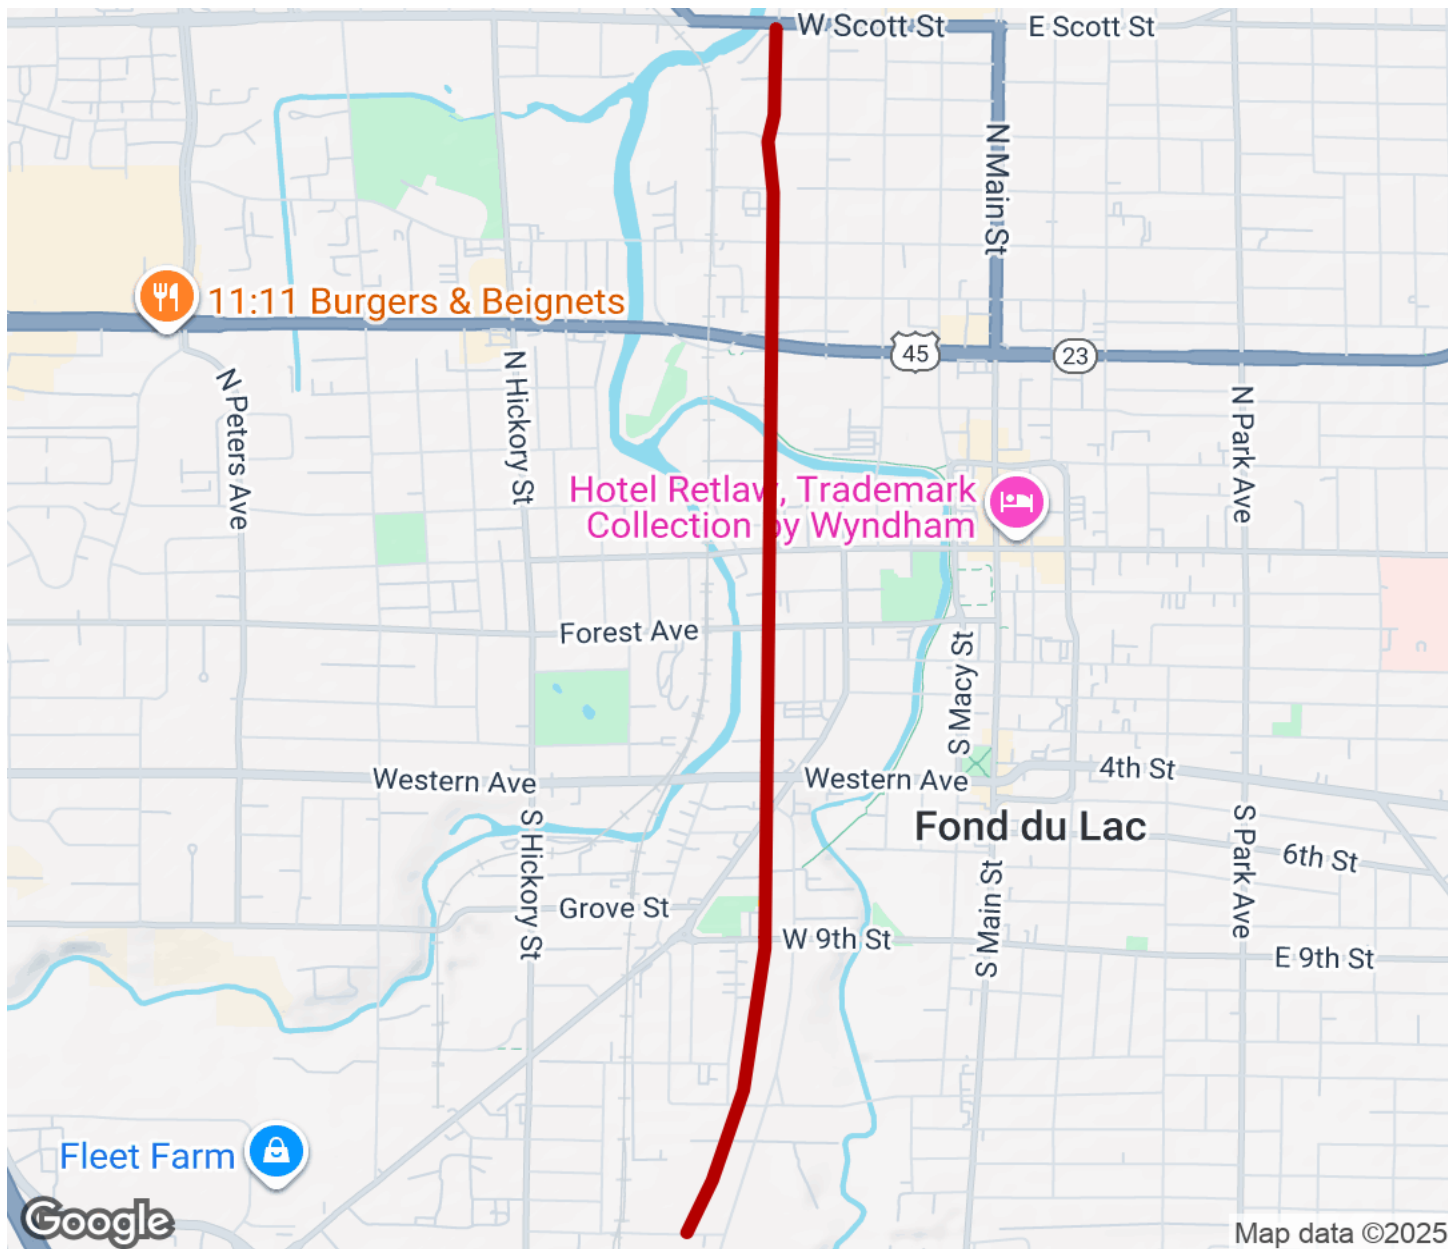 W Scott St
E Scott St
N Main St
11:11 Burgers & Beignets
45
23
N Peters Ave
N Hickory St
N Park Ave
Hotel Retlaw, Trademark
Collection by Wyndham
Forest Ave
S Macy St
Western Ave
Western Ave
4th St
S Hickory St
Fond du Lac
S Park Ave
6th St
Grove St
W 9th St
S Main St
E 9th St
Fleet Farm
Google
Map data ©2025